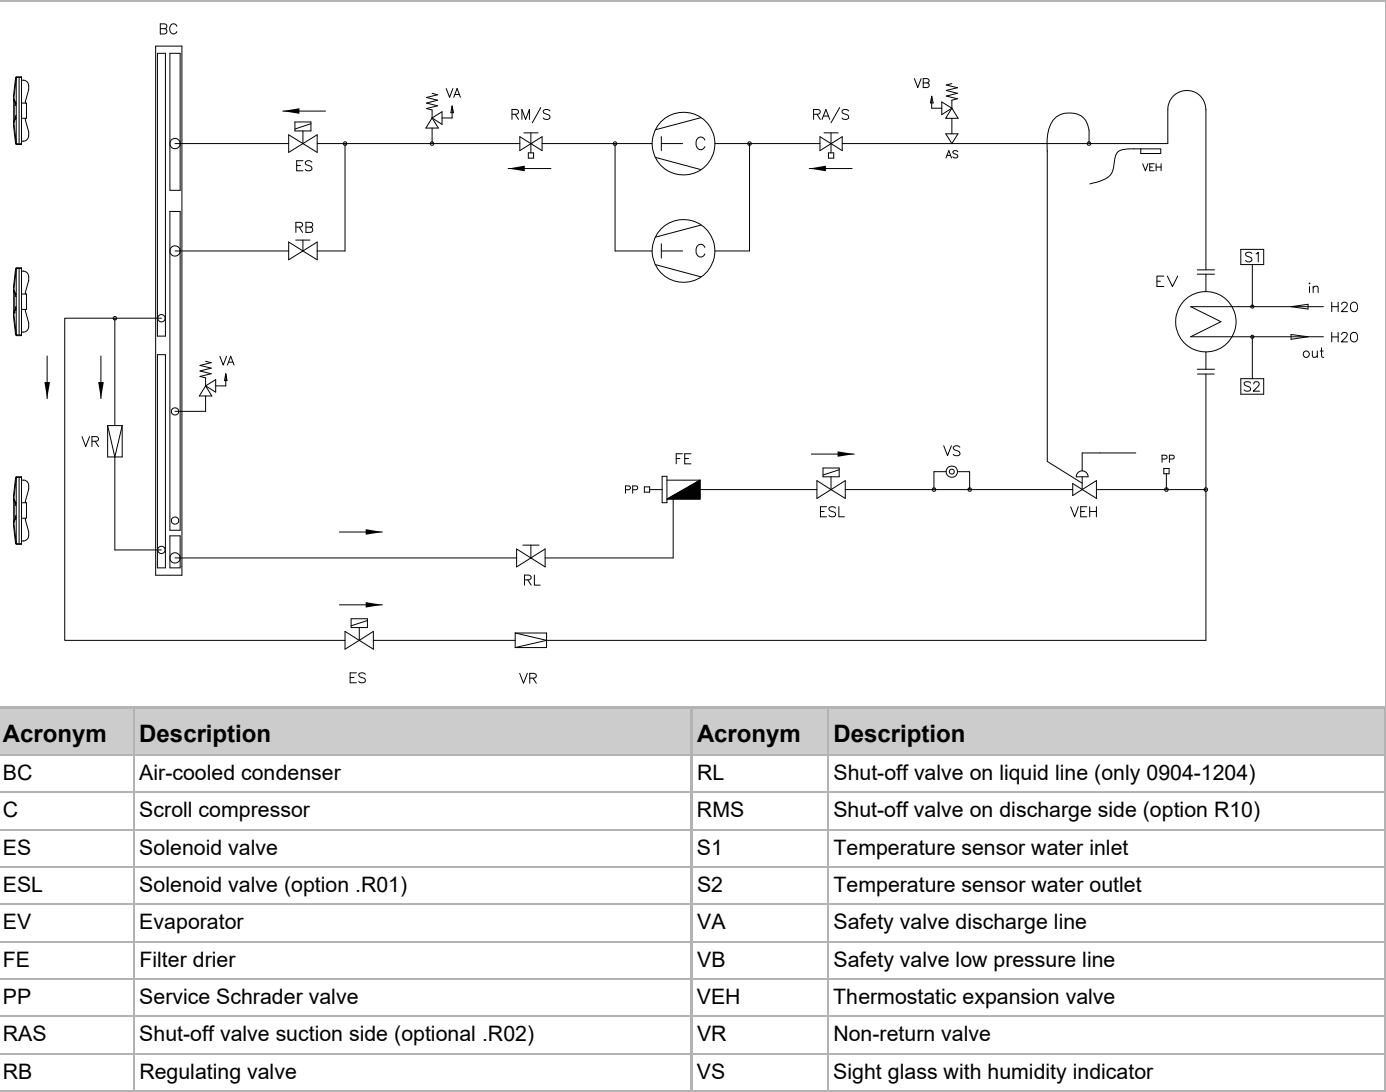 BC
VA
RM/S
RA/S
VB
AS
VEH
ES
C
RB
C
S1
EV
in
H2O
H2O
out
S2
VA
VR
FE
PP
ESL
VS
VEH
PP
RL
ES
VR
Acronym Description Acronym Description
BC Air-cooled condenser RL Shut-off valve on liquid line (only 0904-1204)
C Scroll compressor RMS Shut-off valve on discharge side (option R10)
ES Solenoid valve S1 Temperature sensor water inlet
ESL Solenoid valve (option .R01) S2 Temperature sensor water outlet
EV Evaporator VA Safety valve discharge line
FE Filter drier VB Safety valve low pressure line
PP Service Schrader valve VEH Thermostatic expansion valve
RAS Shut-off valve suction side (optional .R02) VR Non-return valve
RB Regulating valve VS Sight glass with humidity indicator